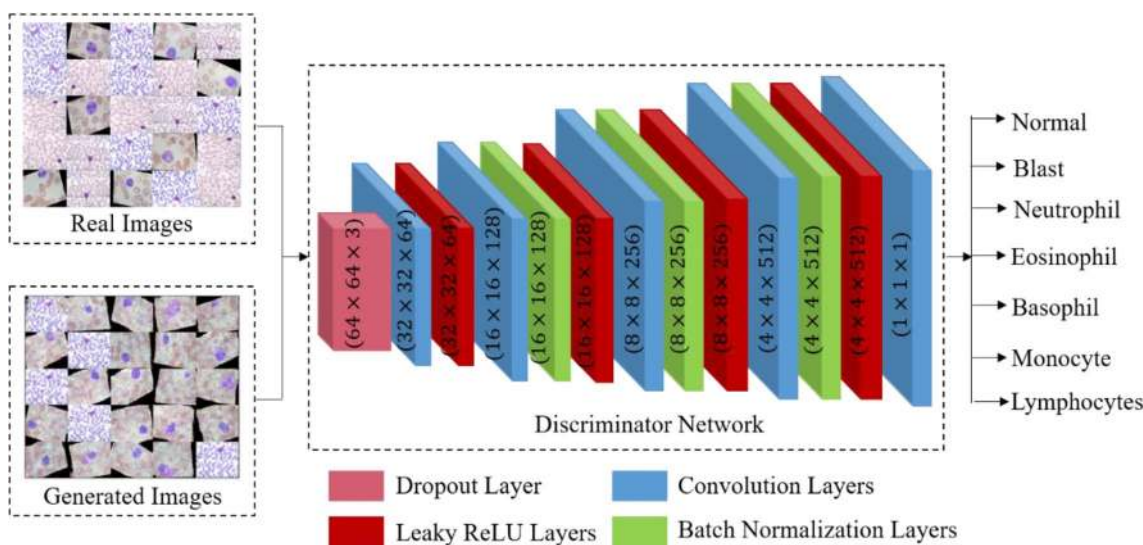 Real Images
Generated Images
(64 × 64 × 3)
(32 × 32 × 64)
(32 × 32 × 64)
(16 × 16 × 128)
(16 × 16 × 128)
(16 × 16 × 128)
(8 × 8 × 256)
(8 × 8 × 256)
(8 × 8 × 256)
(4 × 4 × 512)
(4 × 4 × 512)
(4 × 4 × 512)
(1 × 1 × 1)
Discriminator Network
Normal
Blast
Neutrophil
Eosinophil
Basophil
Monocyte
Lymphocytes
Dropout Layer
Convolution Layers
Leaky ReLU Layers
Batch Normalization Layers